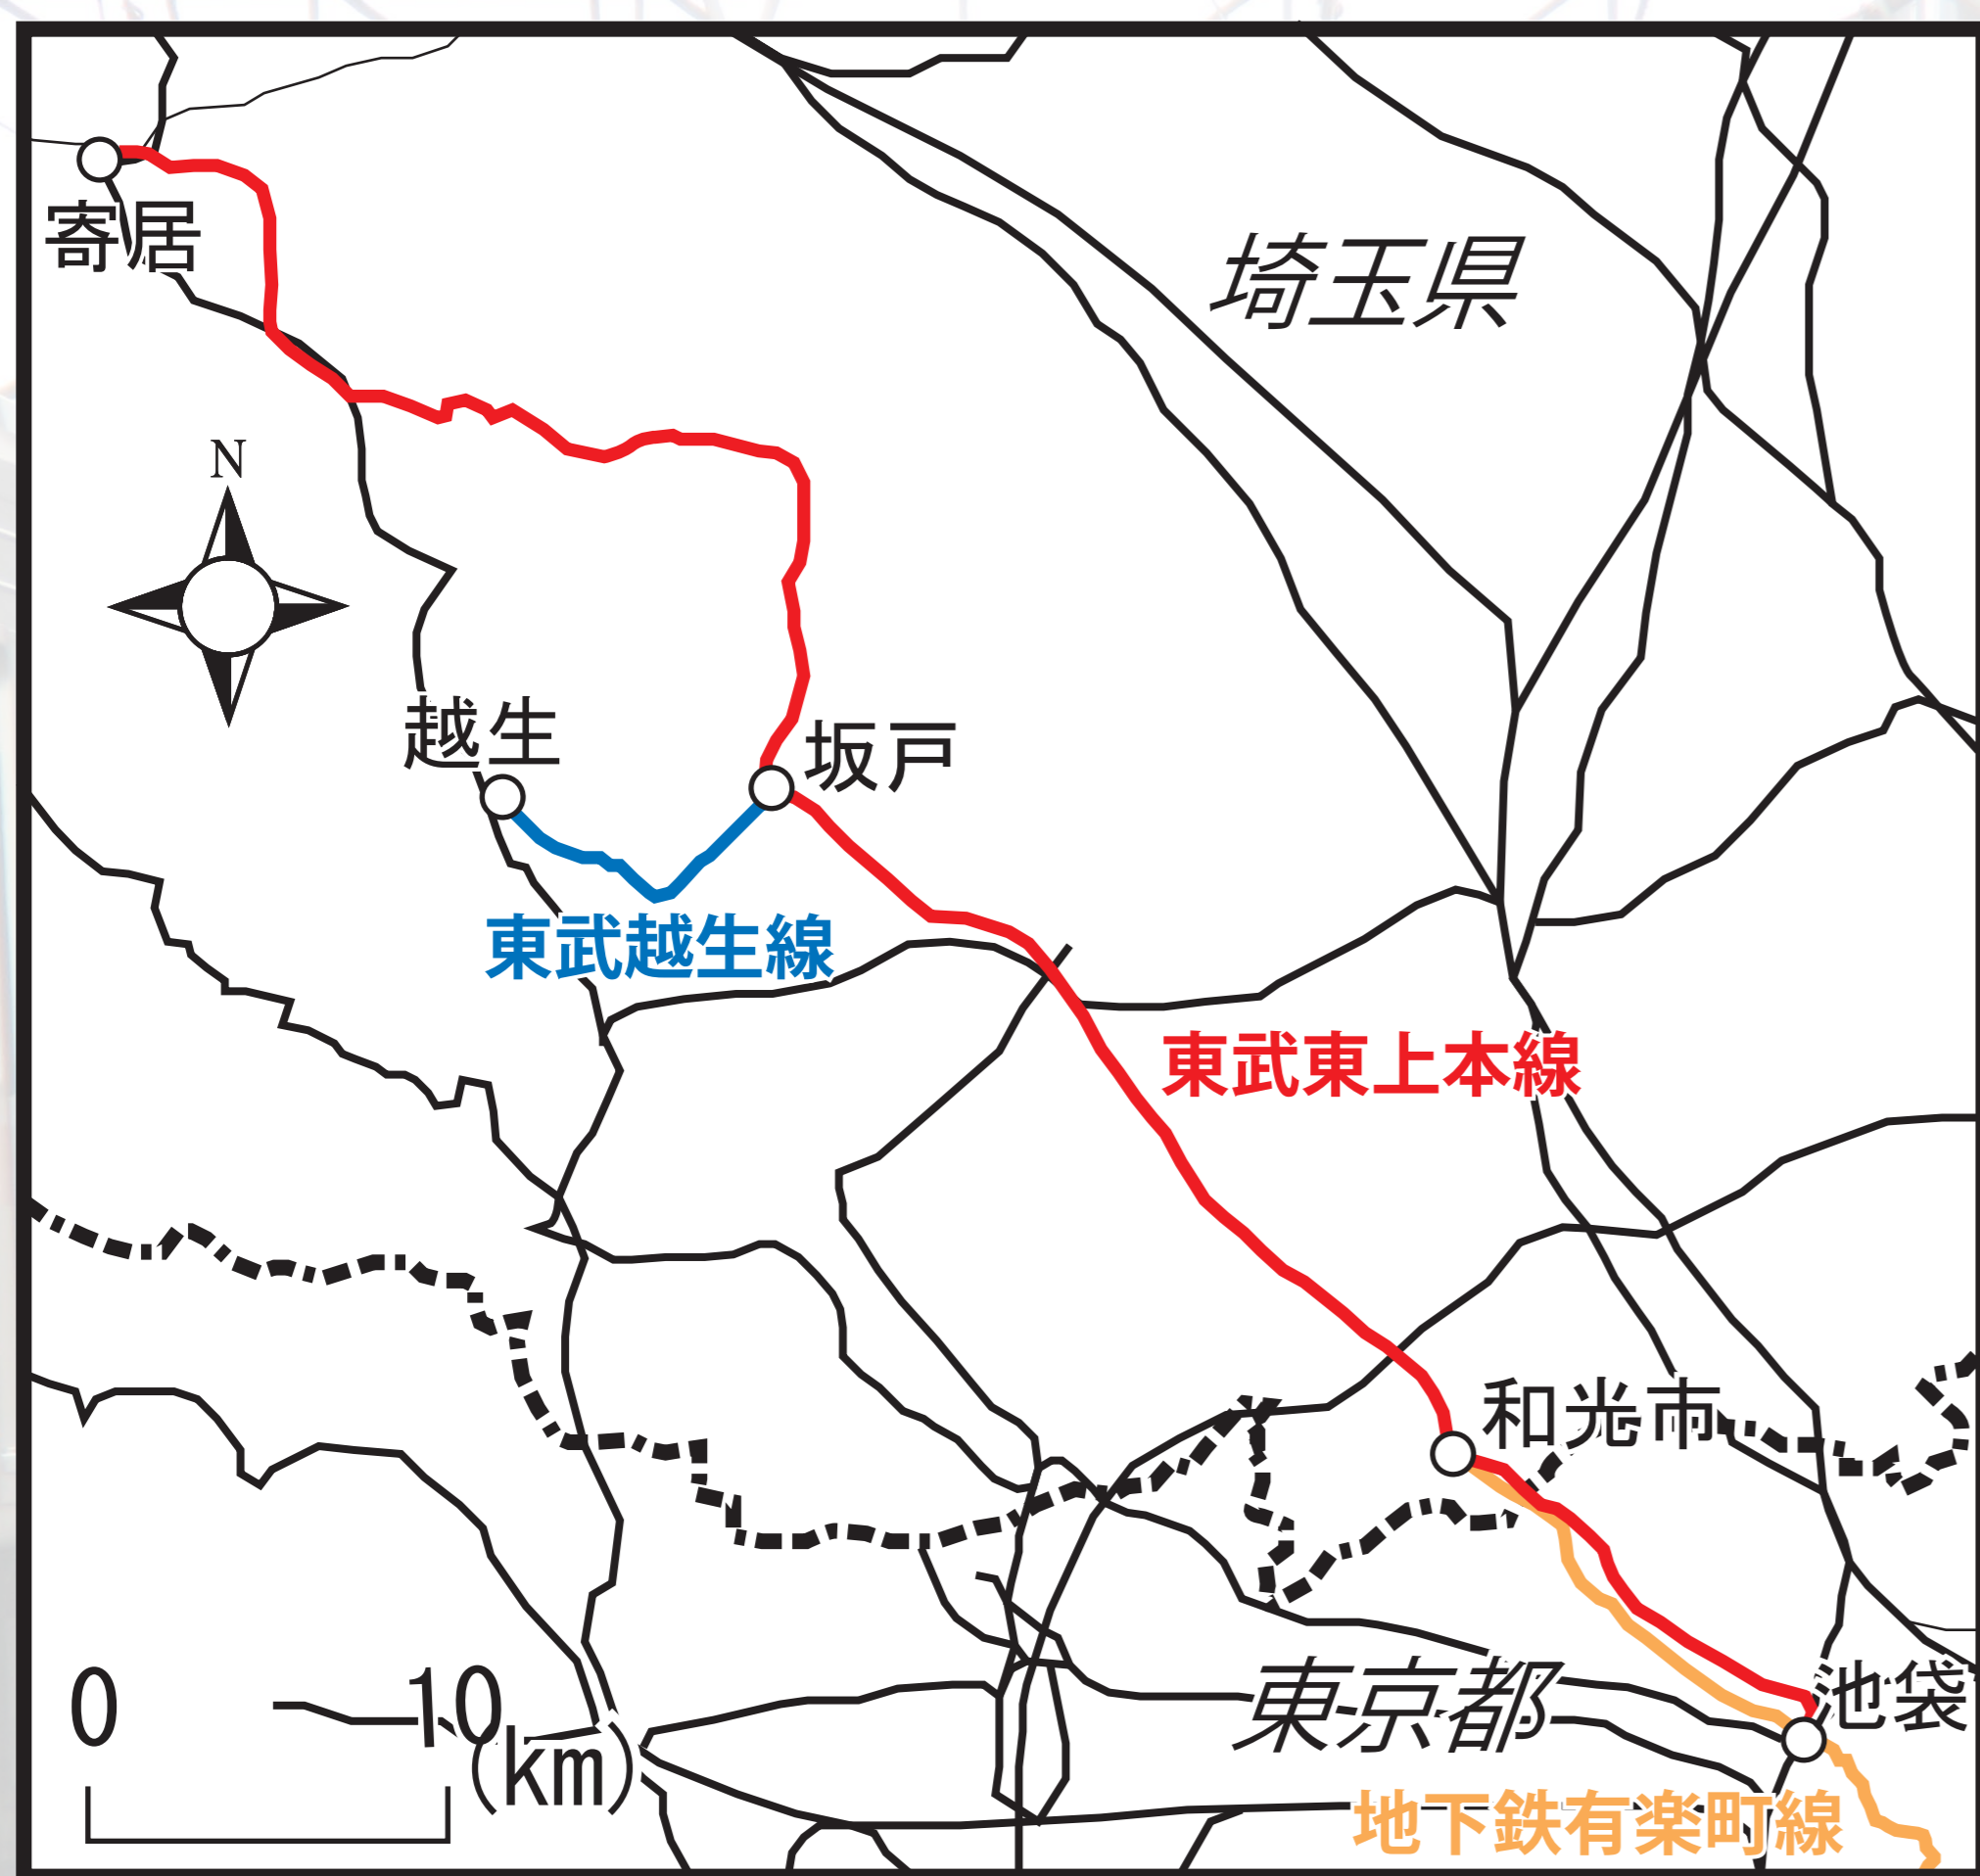 埼玉県
寄居
N
越生
坂戸
東武越生線
東武東上本線
和光市
東京都
池袋
0 10
(km)
地下鉄有楽町線